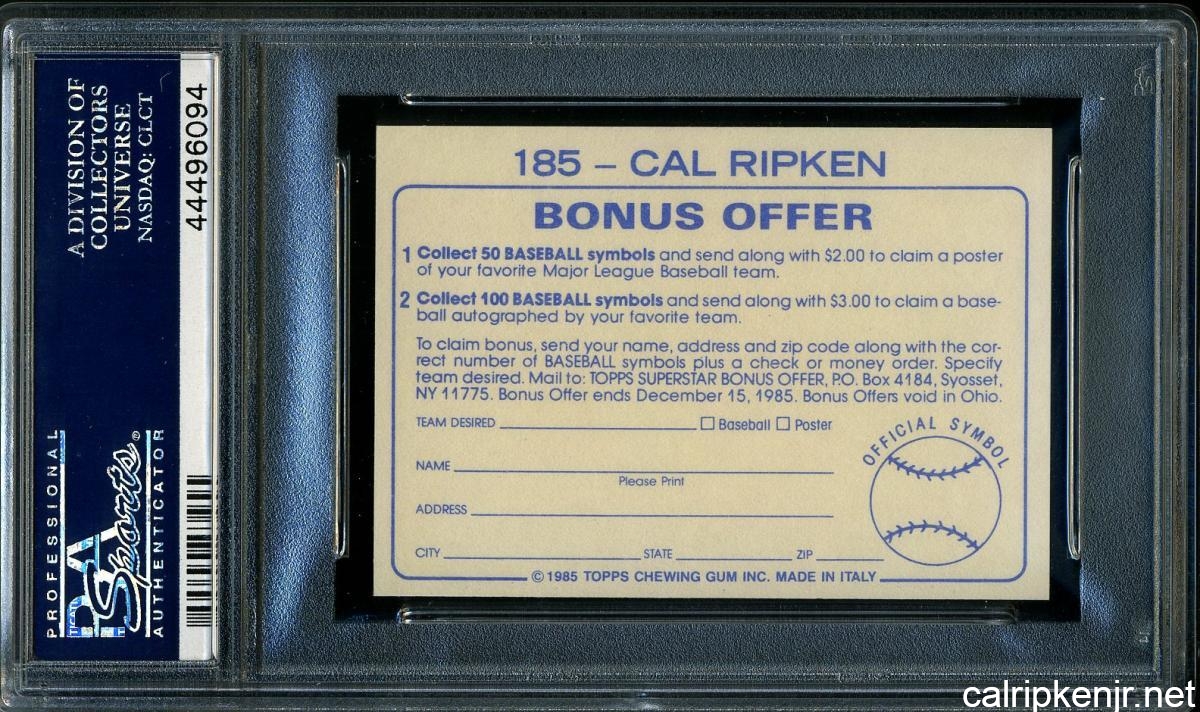 A DIVISION OF
COLLECTORS
UNIVERSE
NASDAQ: CLCT
44496094
PROFESSIONAL
PSA
Sports®
AUTHENTICATOR
185 – CAL RIPKEN
BONUS OFFER
1 Collect 50 BASEBALL symbols and send along with $2.00 to claim a poster
of your favorite Major League Baseball team.
2 Collect 100 BASEBALL symbols and send along with $3.00 to claim a base-
ball autographed by your favorite team.
To claim bonus, send your name, address and zip code along with the cor-
rect number of BASEBALL symbols plus a check or money order. Specify
team desired. Mail to: TOPPS SUPERSTAR BONUS OFFER, P.O. Box 4184, Syosset,
NY 11775. Bonus Offer ends December 15, 1985. Bonus Offers void in Ohio.
TEAM DESIRED ☐ Baseball ☐ Poster
OFFICIAL SYMBOL
NAME
Please Print
ADDRESS
CITY STATE ZIP
© 1985 TOPPS CHEWING GUM INC. MADE IN ITALY
calripkenjr.net